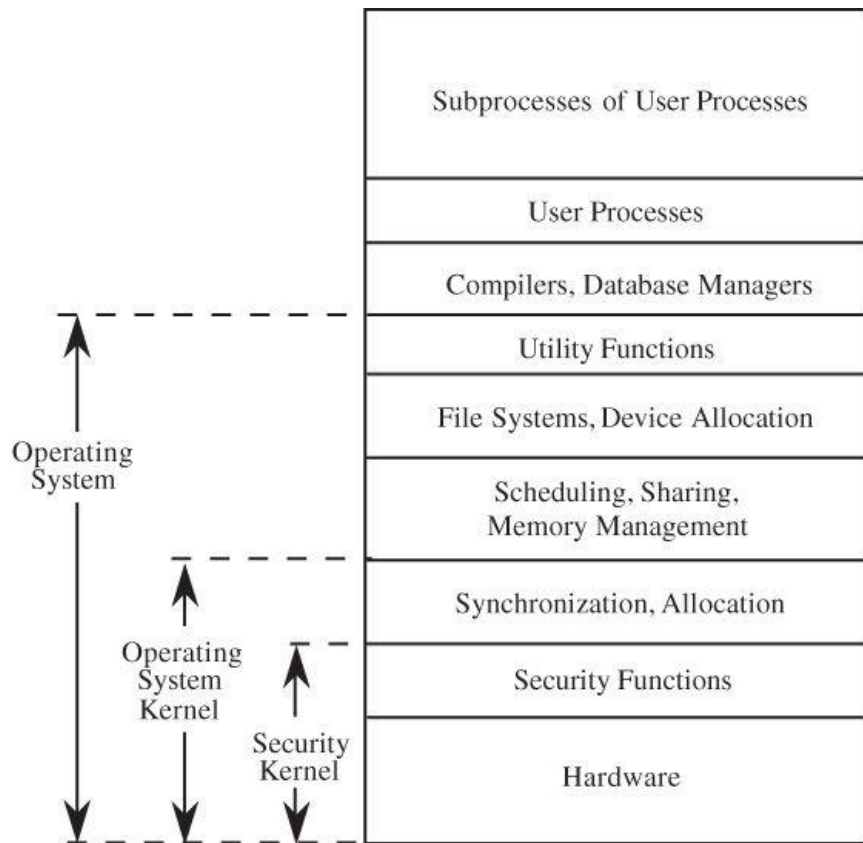 Subprocesses of User Processes
User Processes
Compilers, Database Managers
Utility Functions
File Systems, Device Allocation
Scheduling, Sharing,
Memory Management
Synchronization, Allocation
Security Functions
Hardware
Operating
System
Operating
System
Kernel
Security
Kernel